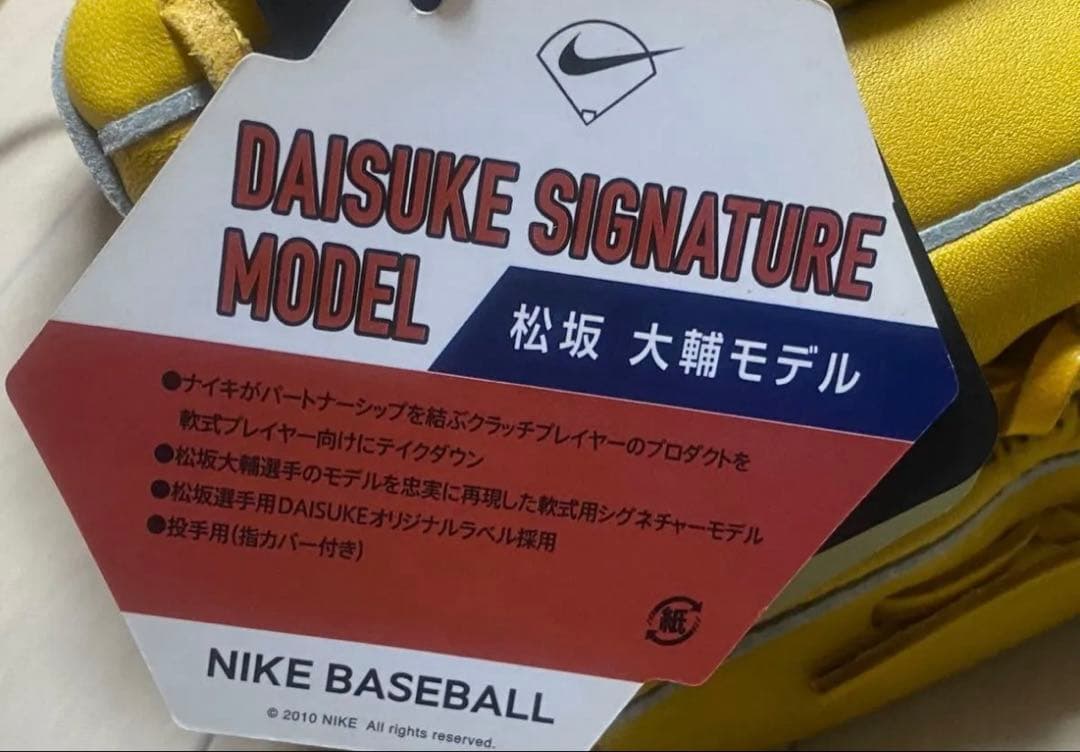 DAISUKE SIGNATURE
MODEL
松坂 大輔モデル
●ナイキがパートナーシップを結ぶクラッチプレイヤーのプロダクトを
軟式プレイヤー向けにテイクダウン
●松坂大輔選手のモデルを忠実に再現した軟式用シグネチャーモデル
●松坂選手用DAISUKEオリジナルラベル採用
●投手用(指カバー付き)
紙
NIKE BASEBALL
© 2010 NIKE All rights reserved.